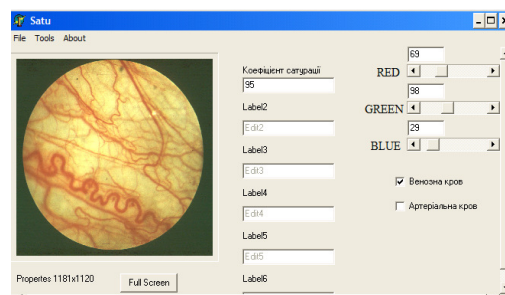 Satu
File Tools About
Коефіцієнт сатурації
95
Label2
Edit2
Label3
Edit3
Label4
Edit4
Label5
Edit5
Label6
69
RED
98
GREEN
29
BLUE
Венозна кров
Артеріальна кров
Propertes 1181x1120
Full Screen